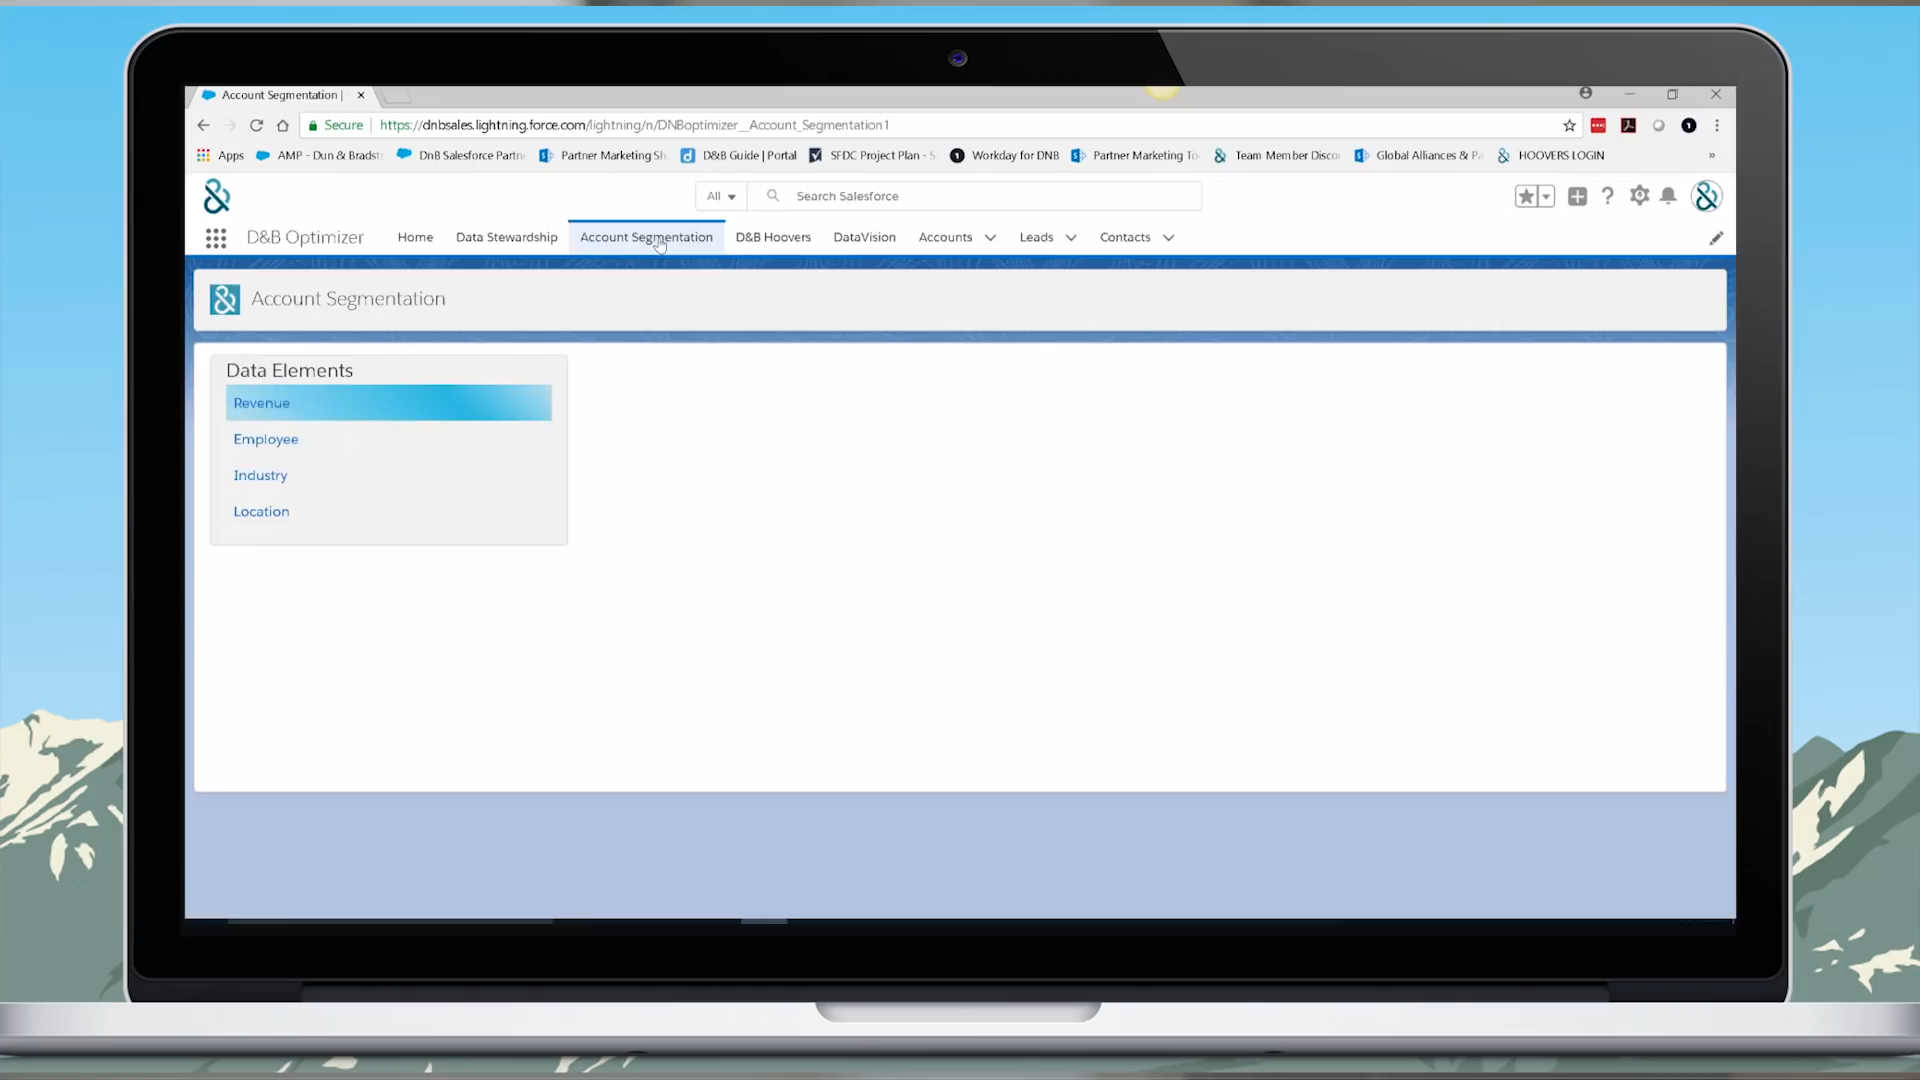 Account Segmentation |
Secure | https://dnbsales.lightning.force.com/lightning/n/DNBoptimizer__Account_Segmentation1
Apps AMP - Dun & Bradst DnB Salesforce Partn Partner Marketing Sh D&B Guide | Portal SFDC Project Plan - S Workday for DNB Partner Marketing To Team Member Disco Global Alliances & Pa HOOVERS LOGIN »
All Search Salesforce
D&B Optimizer Home Data Stewardship Account Segmentation D&B Hoovers DataVision Accounts Leads Contacts
Account Segmentation
Data Elements
Revenue
Employee
Industry
Location